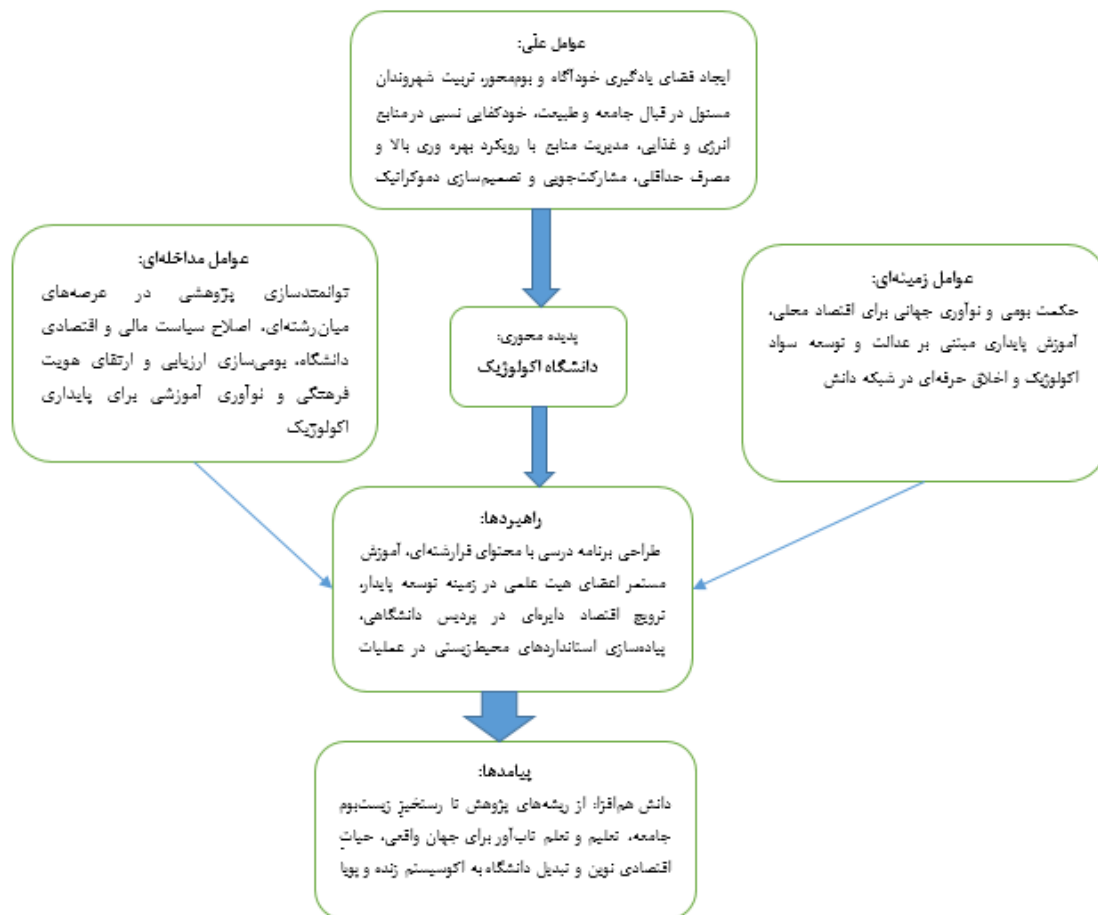 عوامل علّی:
ایجاد فضای یادگیری خودآگاه و بوم‌محور، تربیت شهروندان
مسئول در قبال جامعه و طبیعت، خودکفایی نسبی در منابع
انرژی و غذایی، مدیریت منابع با رویکرد بهره وری بالا و
مصرف حداقلی، مشارکت‌جویی و تصمیم‌سازی دموکراتیک
عوامل زمینه‌ای:
حکمت بومی و نوآوری جهانی برای اقتصاد محلی،
آموزش پایداری مبتنی بر عدالت و توسعه سواد
اکولوژیک و اخلاق حرفه‌ای در شبکه دانش
پدیده محوری:
دانشگاه اکولوژیک
عوامل مداخله‌ای:
توانمندسازی پژوهشی در عرصه‌های
میان‌رشته‌ای، اصلاح سیاست مالی و اقتصادی
دانشگاه، بومی‌سازی ارزیابی و ارتقای هویت
فرهنگی و نوآوری آموزشی برای پایداری
اکولوژیک
راهبردها:
طراحی برنامه درسی با محتوای فرارشته‌ای، آموزش
مستمر اعضای هیت علمی در زمینه توسعه پایدار،
ترویج اقتصاد دایره‌ای در پردیس دانشگاهی،
پیاده‌سازی استانداردهای محیط‌زیستی در عملیات
پیامدها:
دانش هم‌افزا: از ریشه‌های پژوهش تا رستخیزِ زیست‌بوم
جامعه، تعلیم و تعلم تاب‌آور برای جهان واقعی، حیاتِ
اقتصادی نوین و تبدیل دانشگاه به اکوسیستم زنده و پویا